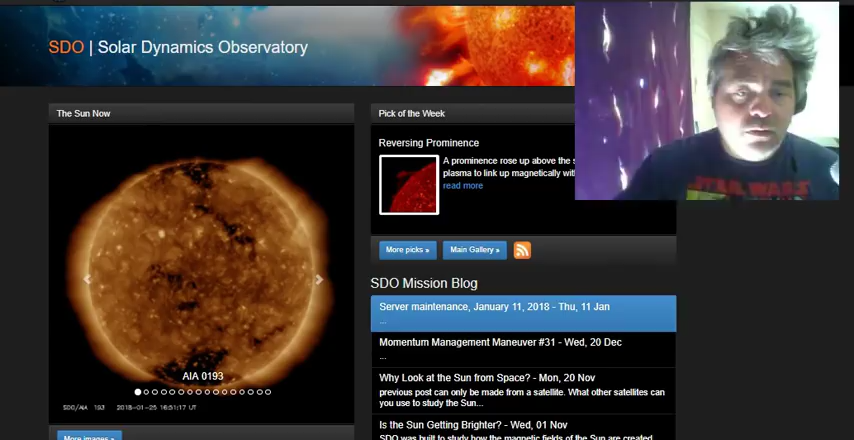 SDO | Solar Dynamics Observatory
The Sun Now
Pick of the Week
Reversing Prominence
A prominence rose up above the s
plasma to link up magnetically wit
read more
STAR WARS
AIA 0193
SDO/AIA 193 2018-01-25 16:51:17 UT
More images »
More picks »
Main Gallery »
SDO Mission Blog
Server maintenance, January 11, 2018 - Thu, 11 Jan
...
Momentum Management Maneuver #31 - Wed, 20 Dec
...
Why Look at the Sun from Space? - Mon, 20 Nov
previous post can only be made from a satellite. What other satellites can
you use to study the Sun...
Is the Sun Getting Brighter? - Wed, 01 Nov
SDO was built to study how the magnetic fields of the Sun are created